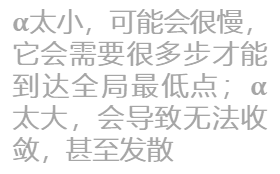 α太小，可能会很慢，
它会需要很多步才能
到达全局最低点；α
太大，会导致无法收
敛，甚至发散